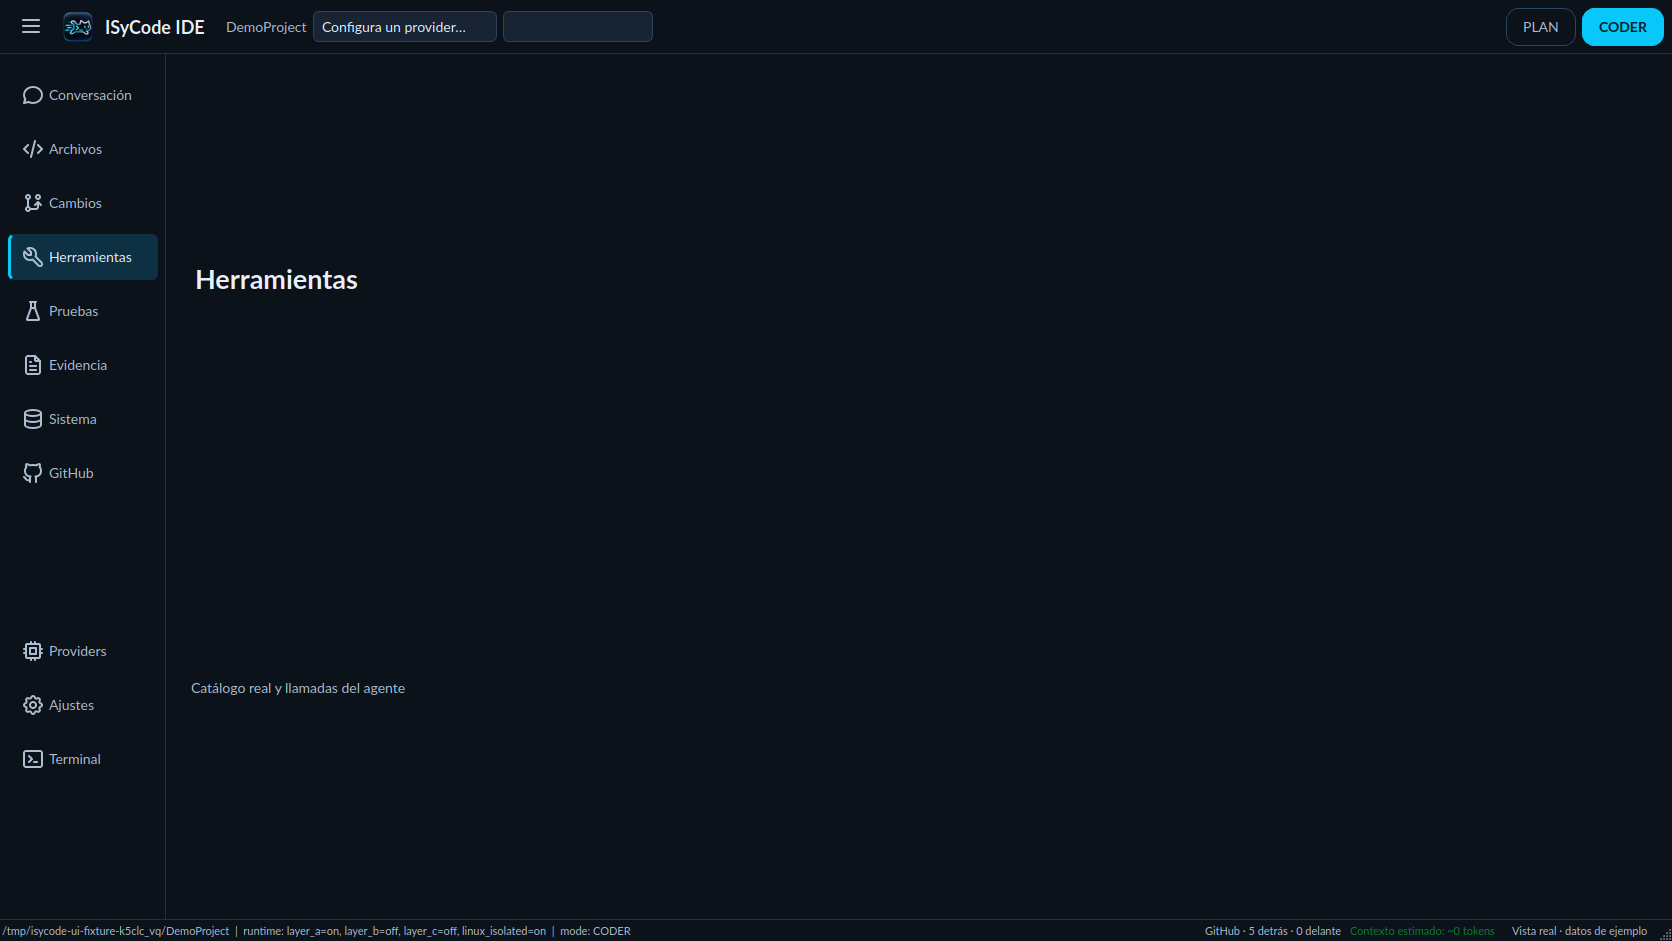 ISyCode IDE DemoProject Configura un provider... PLAN CODER
Conversación
Archivos
Cambios
Herramientas
Pruebas
Evidencia
Sistema
GitHub
Providers
Ajustes
Terminal
Herramientas
Catálogo real y llamadas del agente
/tmp/isycode-ui-fixture-k5clc_vq/DemoProject | runtime: layer_a=on, layer_b=off, layer_c=off, linux_isolated=on | mode: CODER GitHub · 5 detrás · 0 delante Contexto estimado: ~0 tokens Vista real · datos de ejemplo